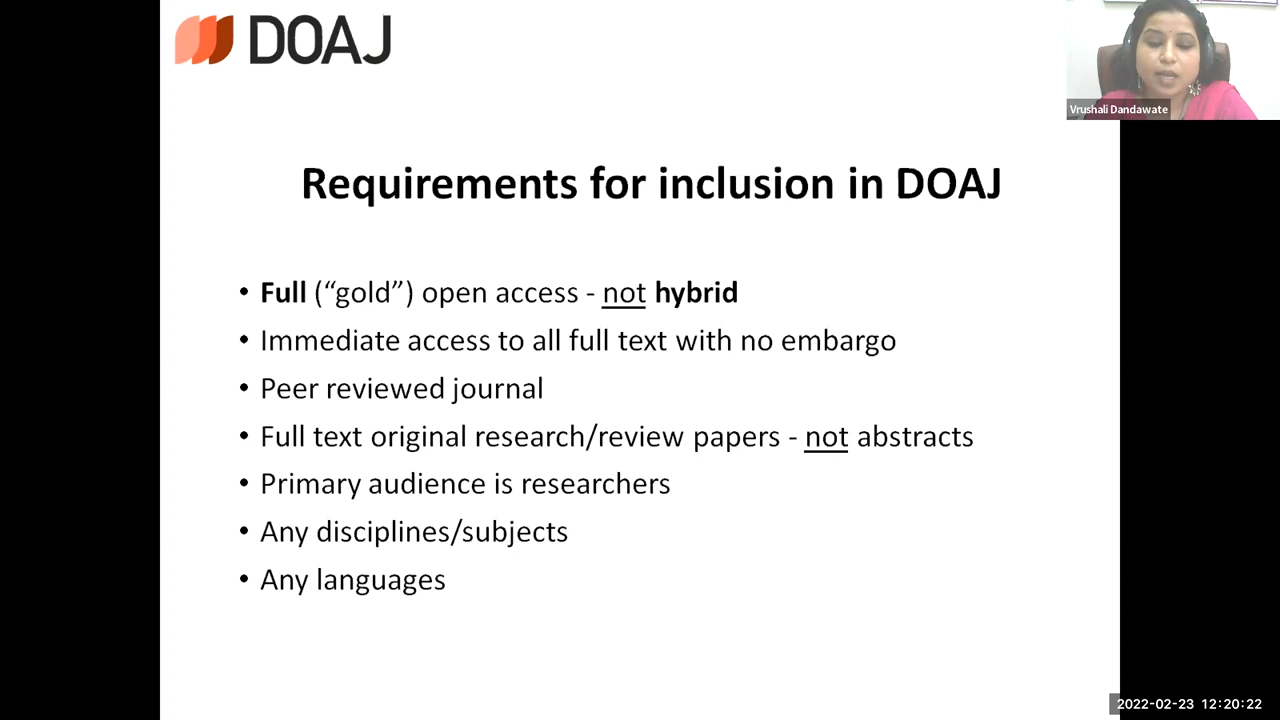 DOAJ
Vrushali Dandawate
Requirements for inclusion in DOAJ
• Full (“gold”) open access - not hybrid
• Immediate access to all full text with no embargo
• Peer reviewed journal
• Full text original research/review papers - not abstracts
• Primary audience is researchers
• Any disciplines/subjects
• Any languages
2022-02-23 12:20:22